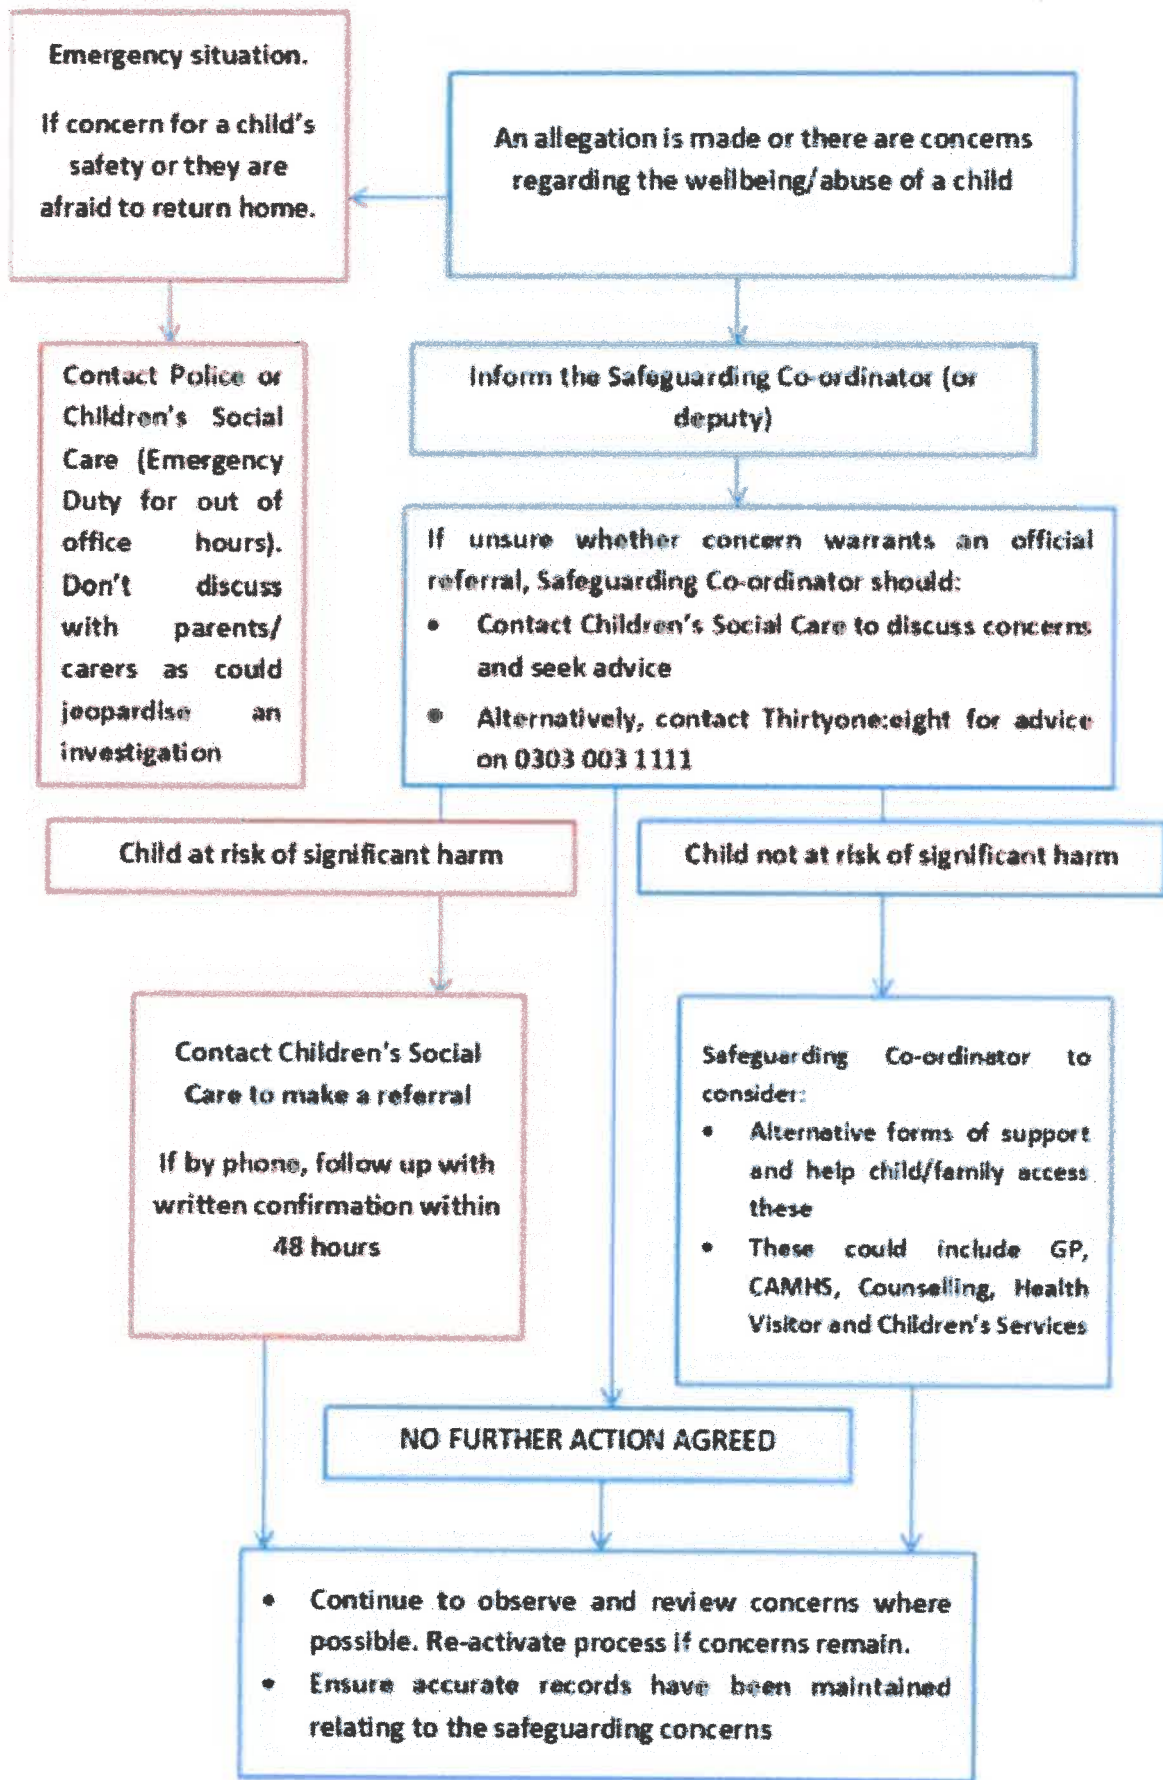 Emergency situation.
If concern for a child's
safety or they are
afraid to return home.
An allegation is made or there are concerns
regarding the wellbeing/abuse of a child
Contact Police or
Children's Social
Care (Emergency
Duty for out of
office hours).
Don't discuss
with parents/
carers as could
jeopardise an
investigation
Inform the Safeguarding Co-ordinator (or
deputy)
If unsure whether concern warrants an official
referral, Safeguarding Co-ordinator should:
• Contact Children's Social Care to discuss concerns
and seek advice
• Alternatively, contact Thirtyone:eight for advice
on 0303 003 1111
Child at risk of significant harm
Child not at risk of significant harm
Contact Children's Social
Care to make a referral
If by phone, follow up with
written confirmation within
48 hours
Safeguarding Co-ordinator to
consider:
• Alternative forms of support
and help child/family access
these
• These could include GP,
CAMHS, Counselling, Health
Visitor and Children's Services
NO FURTHER ACTION AGREED
• Continue to observe and review concerns where
possible. Re-activate process if concerns remain.
• Ensure accurate records have been maintained
relating to the safeguarding concerns